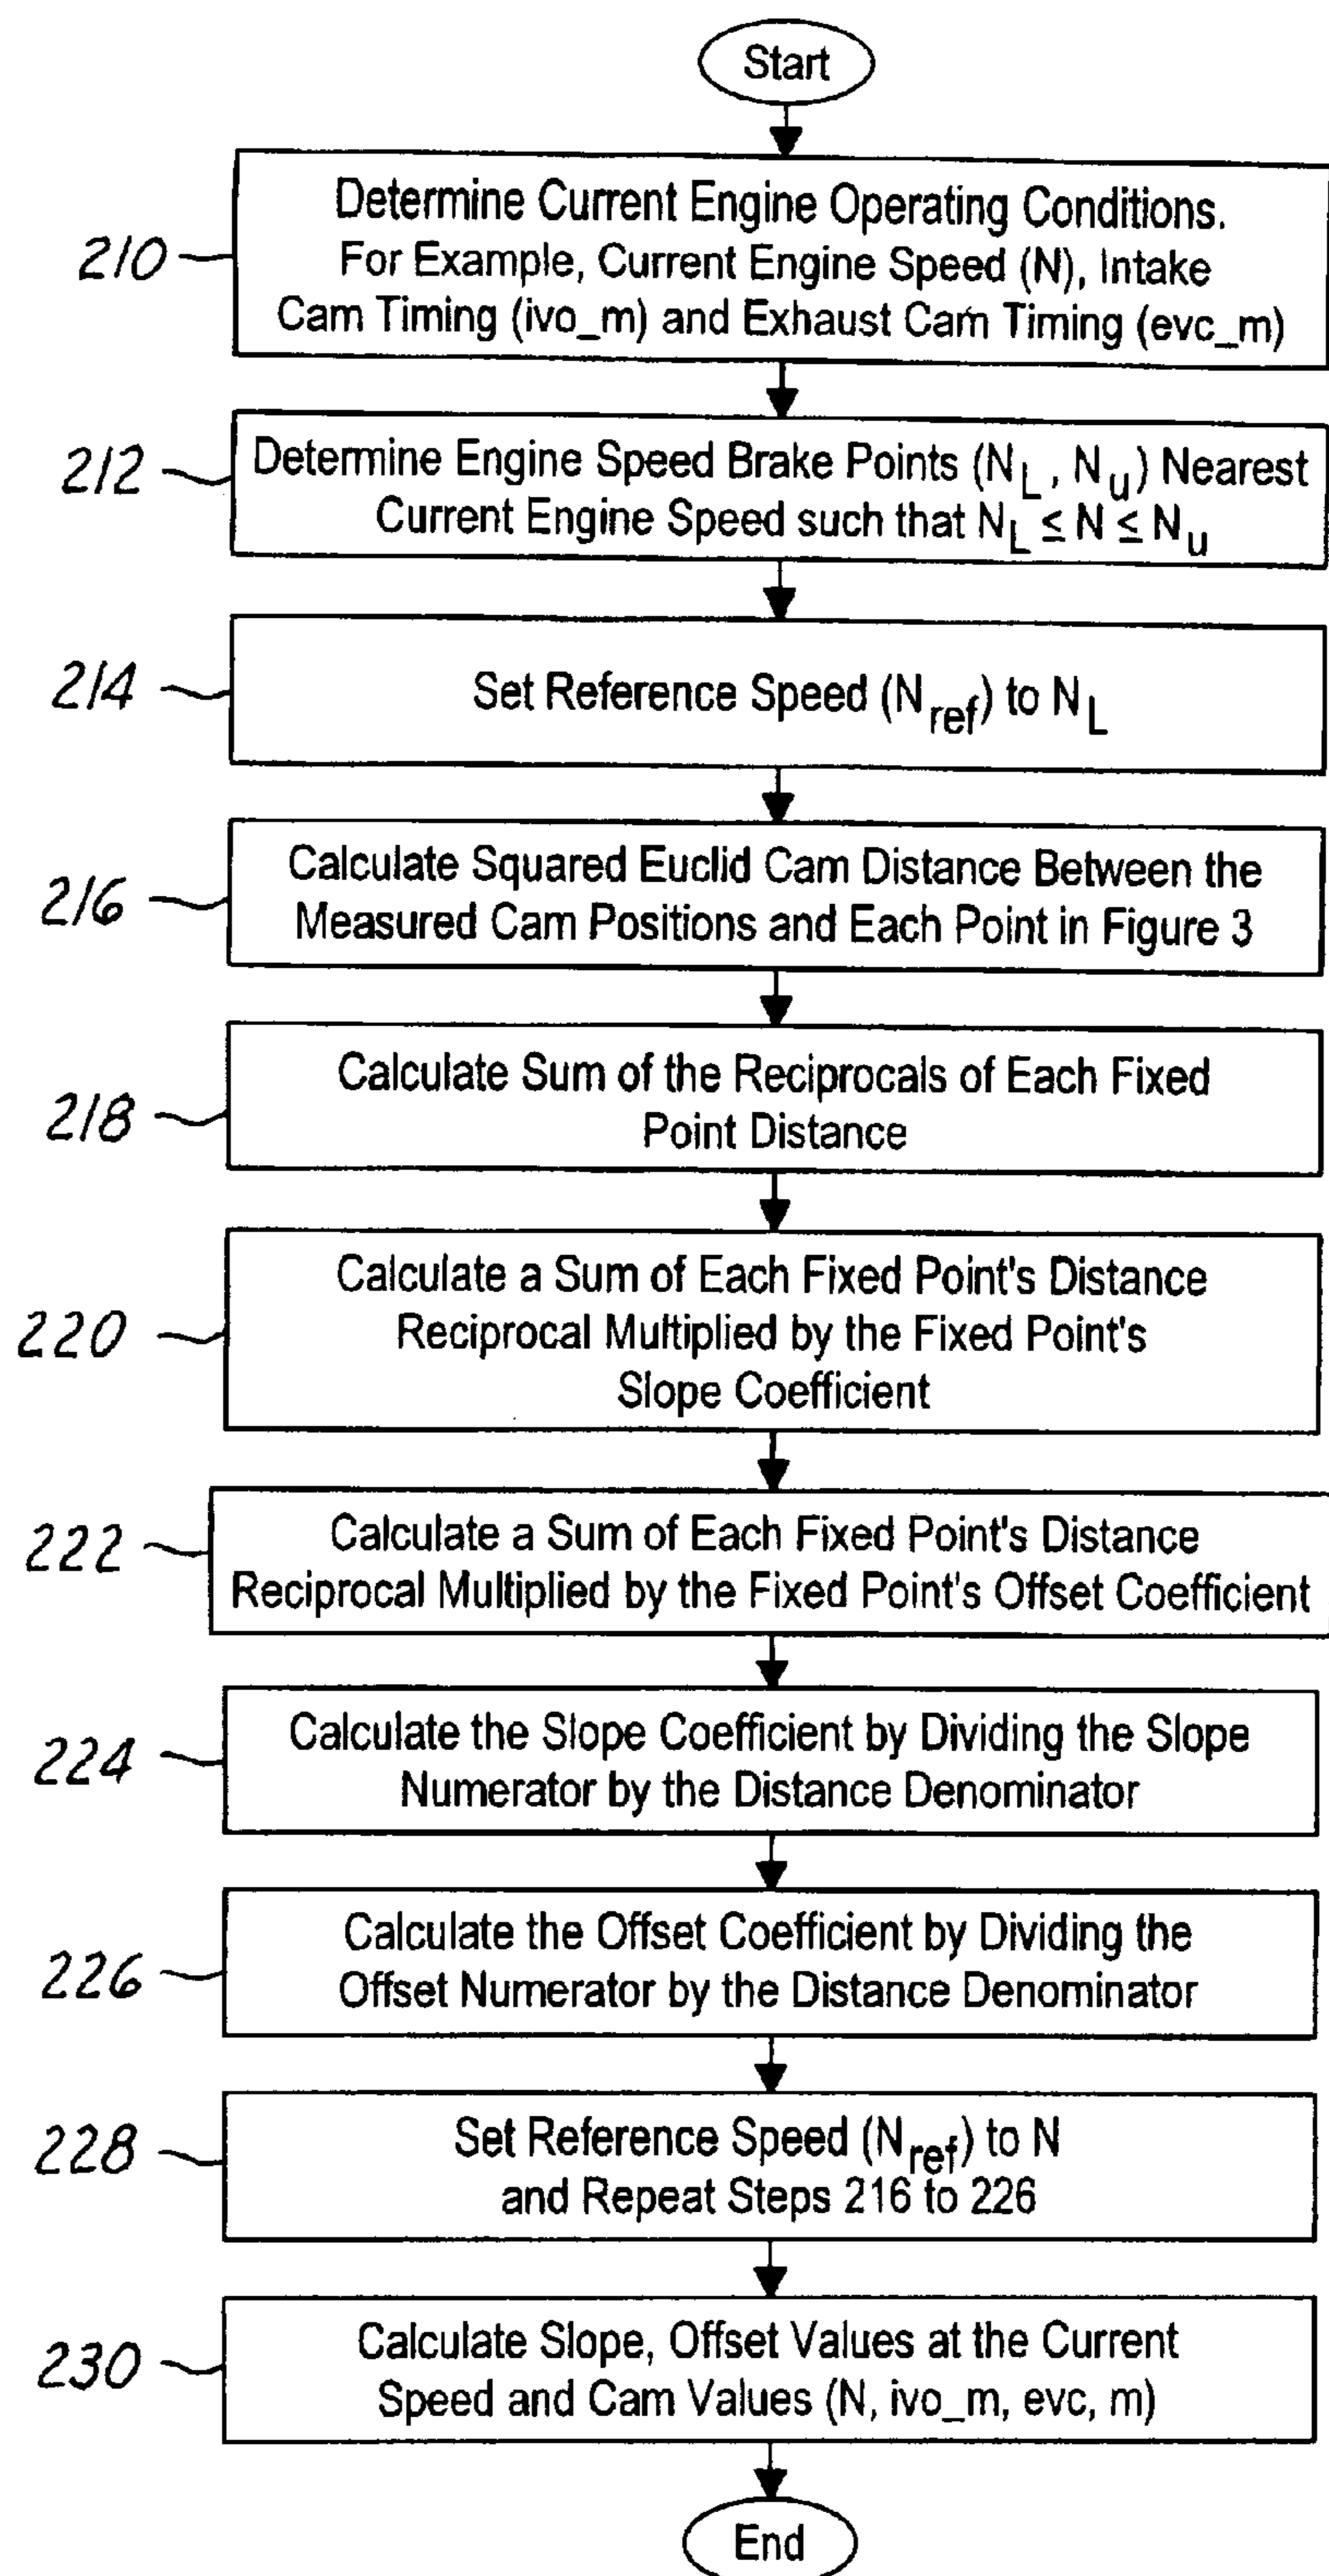 Start
210
Determine Current Engine Operating Conditions.
For Example, Current Engine Speed (N), Intake
Cam Timing (ivo_m) and Exhaust Cam Timing (evc_m)
212
Determine Engine Speed Brake Points (N_L, N_u) Nearest
Current Engine Speed such that N_L ≤ N ≤ N_u
214
Set Reference Speed (N_ref) to N_L
216
Calculate Squared Euclid Cam Distance Between the
Measured Cam Positions and Each Point in Figure 3
218
Calculate Sum of the Reciprocals of Each Fixed
Point Distance
220
Calculate a Sum of Each Fixed Point's Distance
Reciprocal Multiplied by the Fixed Point's
Slope Coefficient
222
Calculate a Sum of Each Fixed Point's Distance
Reciprocal Multiplied by the Fixed Point's Offset Coefficient
224
Calculate the Slope Coefficient by Dividing the Slope
Numerator by the Distance Denominator
226
Calculate the Offset Coefficient by Dividing the
Offset Numerator by the Distance Denominator
228
Set Reference Speed (N_ref) to N
and Repeat Steps 216 to 226
230
Calculate Slope, Offset Values at the Current
Speed and Cam Values (N, ivo_m, evc, m)
End